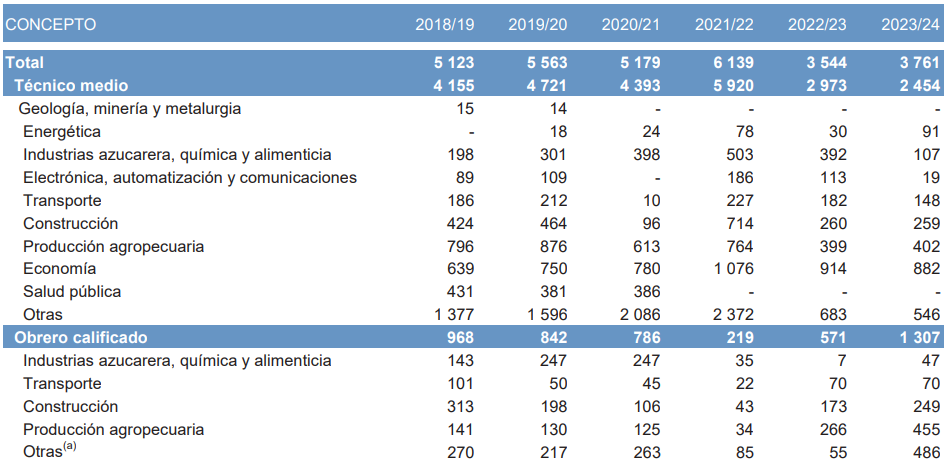 CONCEPTO 2018/19 2019/20 2020/21 2021/22 2022/23 2023/24
Total 5 123 5 563 5 179 6 139 3 544 3 761
Técnico medio 4 155 4 721 4 393 5 920 2 973 2 454
Geología, minería y metalurgia 15 14 - - - -
Energética - 18 24 78 30 91
Industrias azucarera, química y alimenticia 198 301 398 503 392 107
Electrónica, automatización y comunicaciones 89 109 - 186 113 19
Transporte 186 212 10 227 182 148
Construcción 424 464 96 714 260 259
Producción agropecuaria 796 876 613 764 399 402
Economía 639 750 780 1 076 914 882
Salud pública 431 381 386 - - -
Otras 1 377 1 596 2 086 2 372 683 546
Obrero calificado 968 842 786 219 571 1 307
Industrias azucarera, química y alimenticia 143 247 247 35 7 47
Transporte 101 50 45 22 70 70
Construcción 313 198 106 43 173 249
Producción agropecuaria 141 130 125 34 266 455
Otras(a) 270 217 263 85 55 486